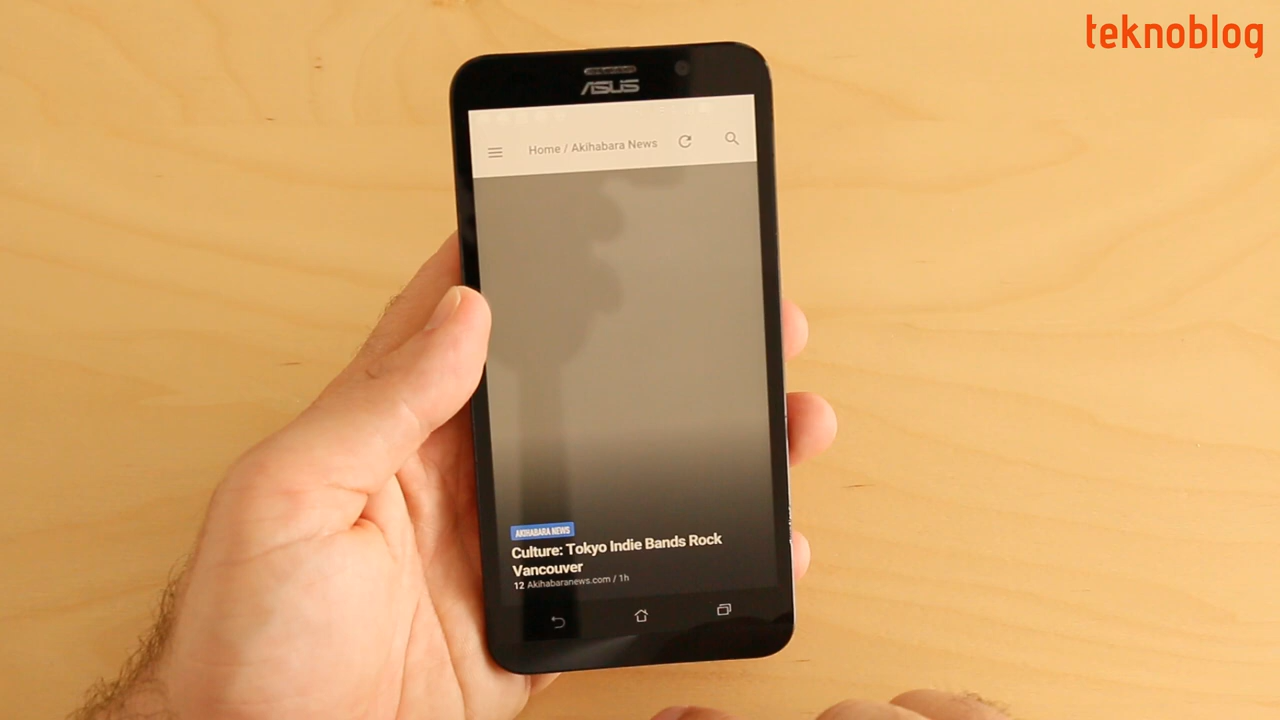 teknoblog
ASUS
Home / Akihabara News
AKIHABARA NEWS
Culture: Tokyo Indie Bands Rock
Vancouver
12 Akihabaranews.com / 1h